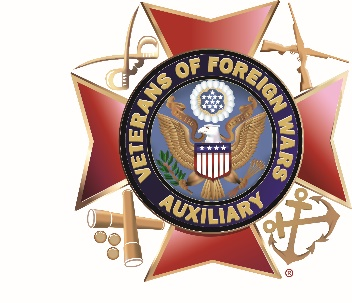 VETERANS OF FOREIGN WARS
AUXILIARY
®